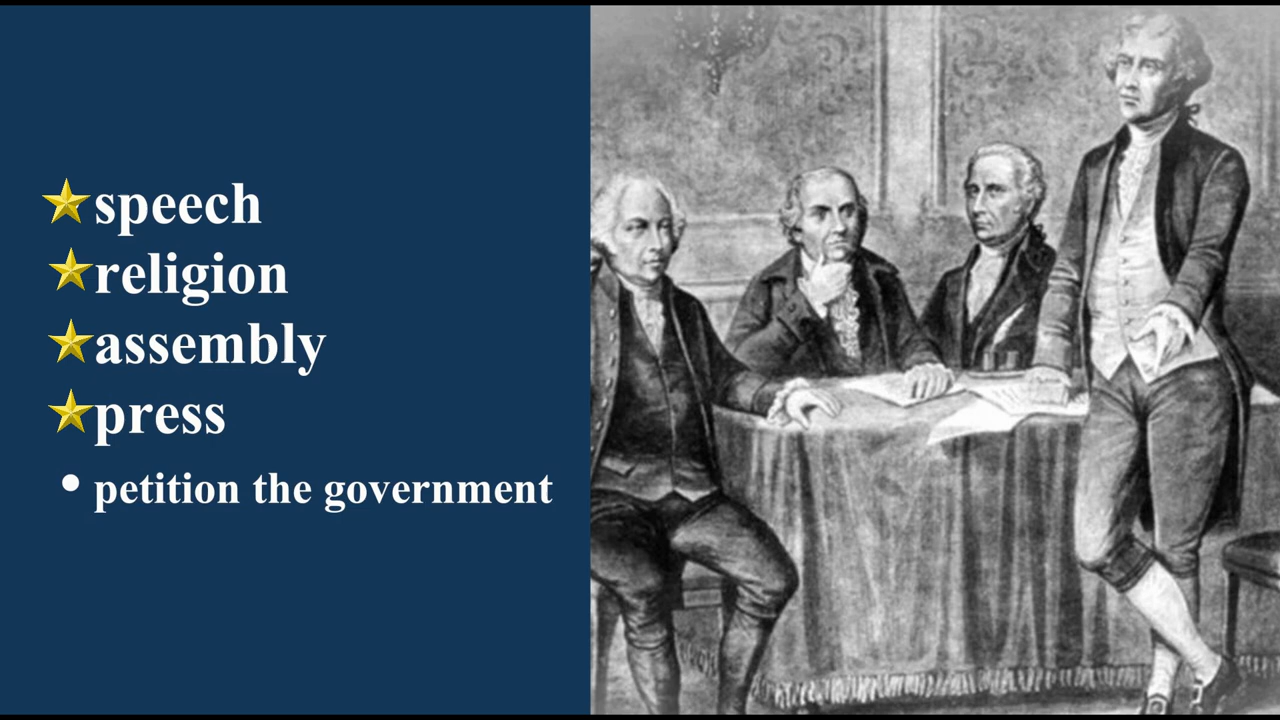 speech
religion
assembly
press
petition the government